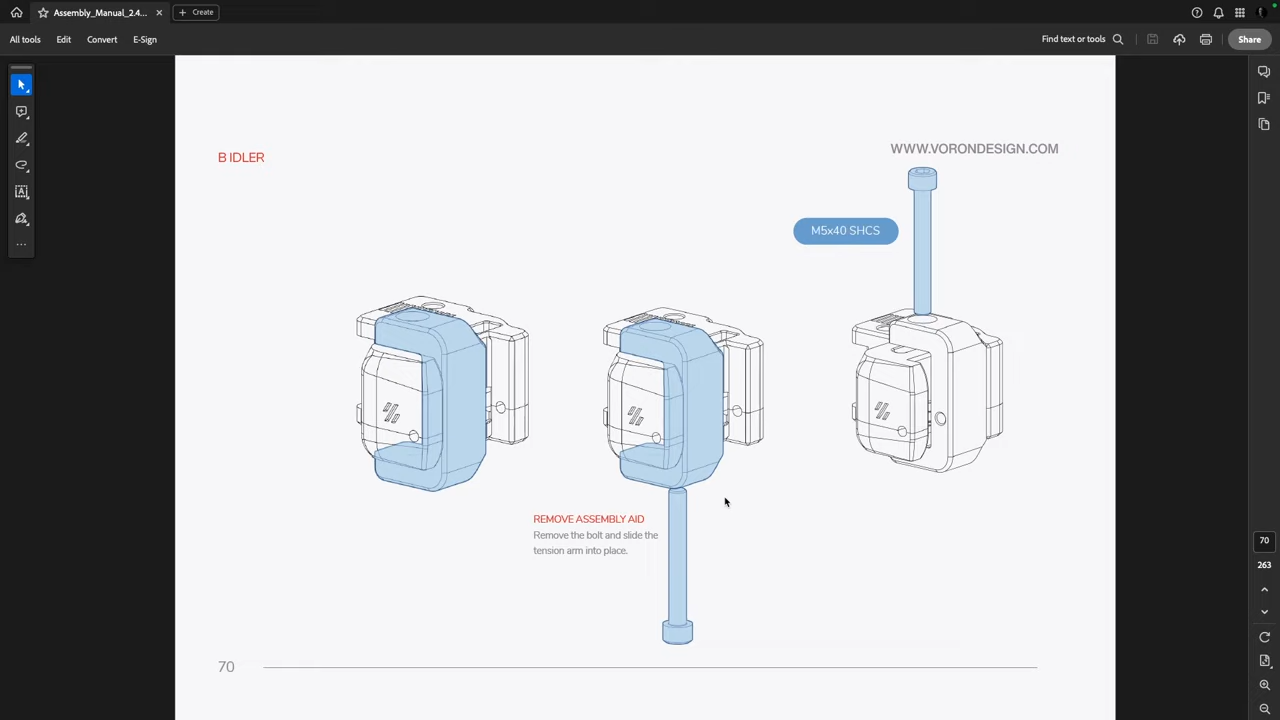 Assembly_Manual_2.4...
Create
All tools
Edit
Convert
E-Sign
Find text or tools
Share
B IDLER
WWW.VORONDESIGN.COM
M5x40 SHCS
REMOVE ASSEMBLY AID
Remove the bolt and slide the
tension arm into place.
70
70
263